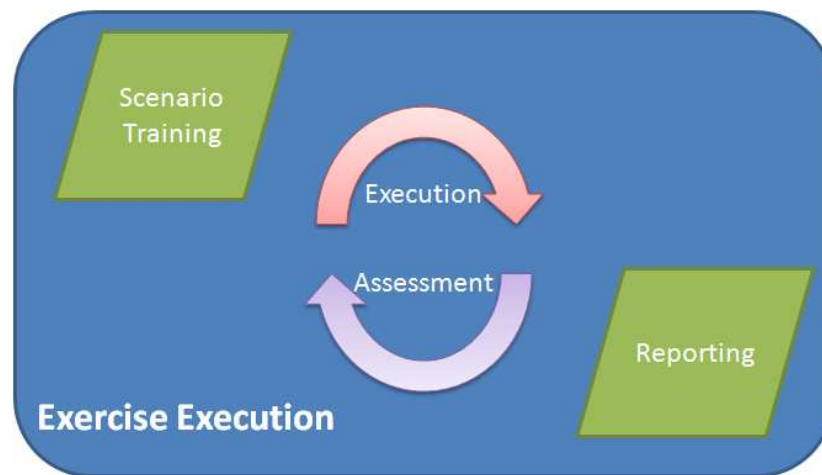 Scenario
Training
Execution
Assessment
Reporting
Exercise Execution